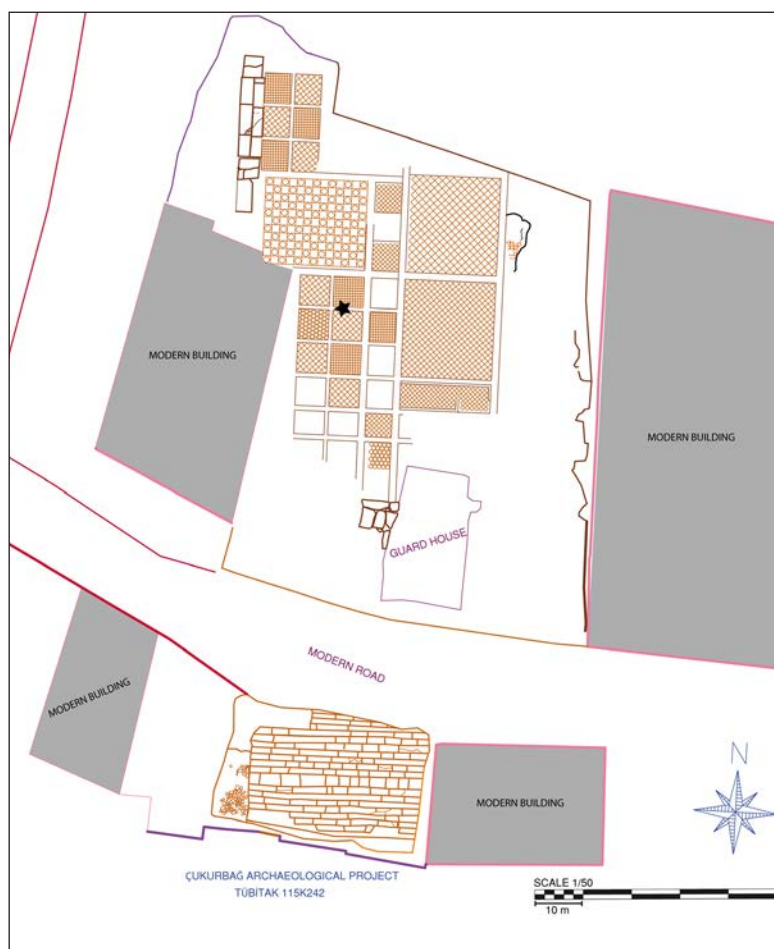 MODERN BUILDING
MODERN BUILDING
GUARD HOUSE
MODERN ROAD
MODERN BUILDING
MODERN BUILDING
N
ÇUKURBAĞ ARCHAEOLOGICAL PROJECT
TÜBİTAK 115K242
SCALE 1/50
10 m